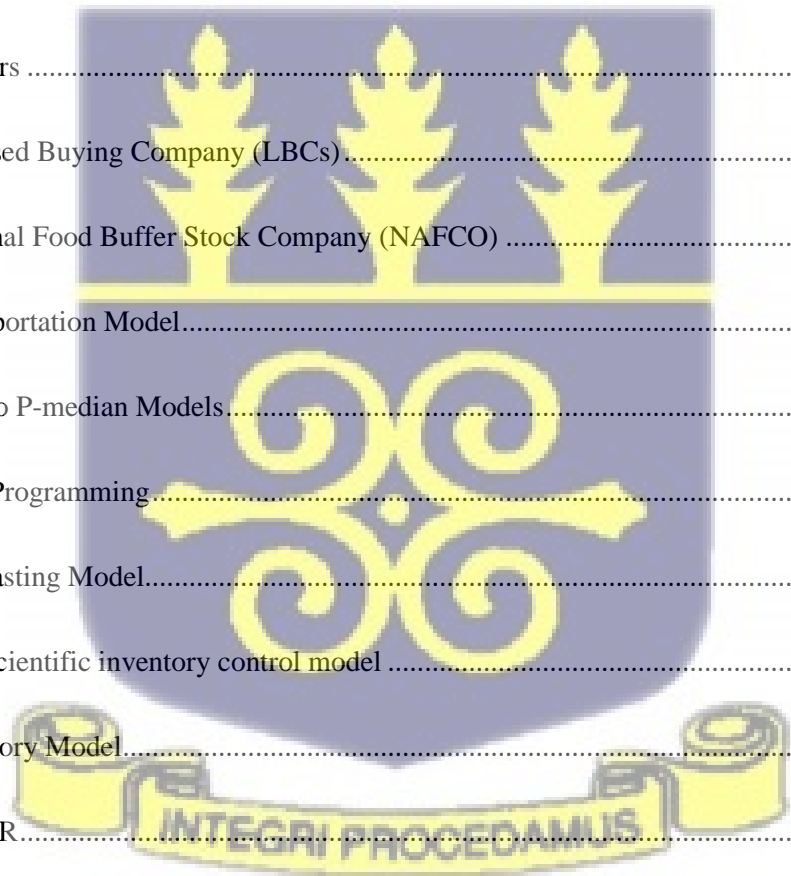 rs ........................................................................................................
sed Buying Company (LBCs) ............................................................
nal Food Buffer Stock Company (NAFCO) ......................................
portation Model.................................................................................
o P-median Models ...........................................................................
Programming......................................................................................
asting Model......................................................................................
cientific inventory control model ......................................................
ory Model..........................................................................................
R........................................................................................................
INTEGRI PROCEDAMUS